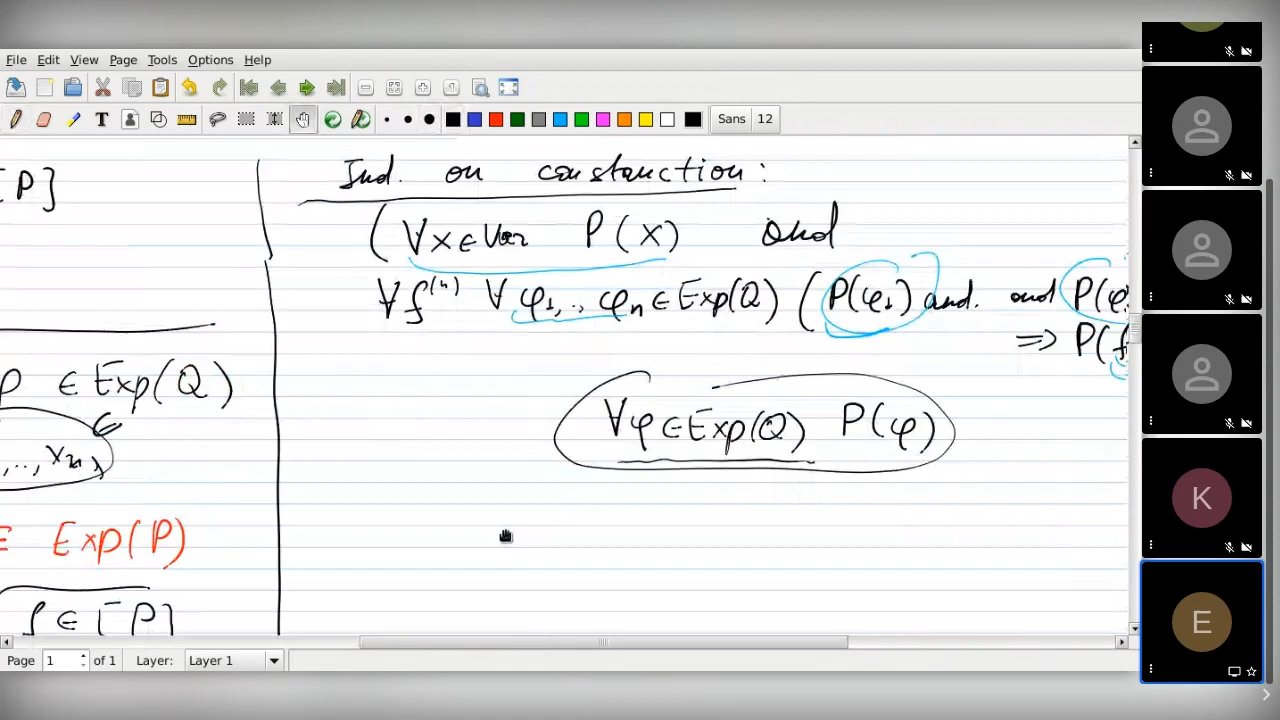 File Edit View Page Tools Options Help
Sans 12
P]
Ind. on construction:
( ∀x∈Var P(x) and
∀f⁽ⁿ⁾ ∀φ₁,.., φₙ ∈ Exp(Q) ( P(φ₁) and. and P(φ
⇒ P(f
∈ Exp(Q)
∀φ∈Exp(Q) P(φ)
,.., x
Exp(P)
f ∈ [P]
K
E
Page 1 of 1 Layer: Layer 1